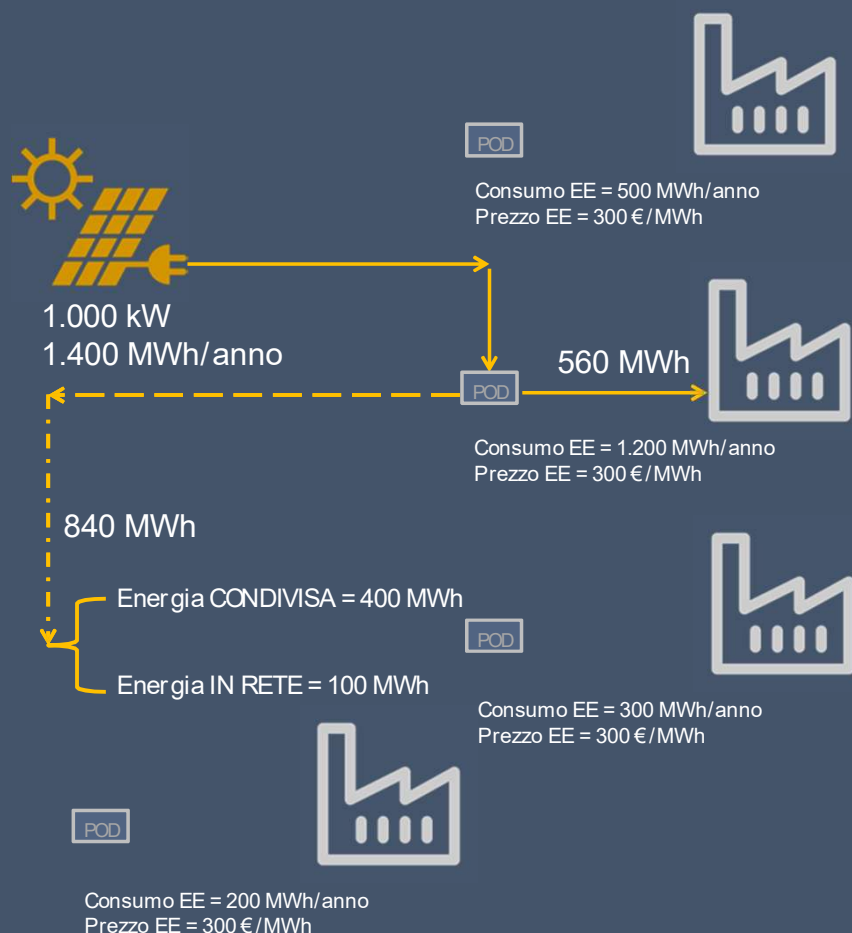 POD
Consumo EE = 500 MWh/anno
Prezzo EE = 300 €/MWh
1.000 kW
1.400 MWh/anno
560 MWh
POD
Consumo EE = 1.200 MWh/anno
Prezzo EE = 300 €/MWh
840 MWh
Energia CONDIVISA = 400 MWh
POD
Energia IN RETE = 100 MWh
Consumo EE = 300 MWh/anno
Prezzo EE = 300 €/MWh
POD
Consumo EE = 200 MWh/anno
Prezzo EE = 300 €/MWh